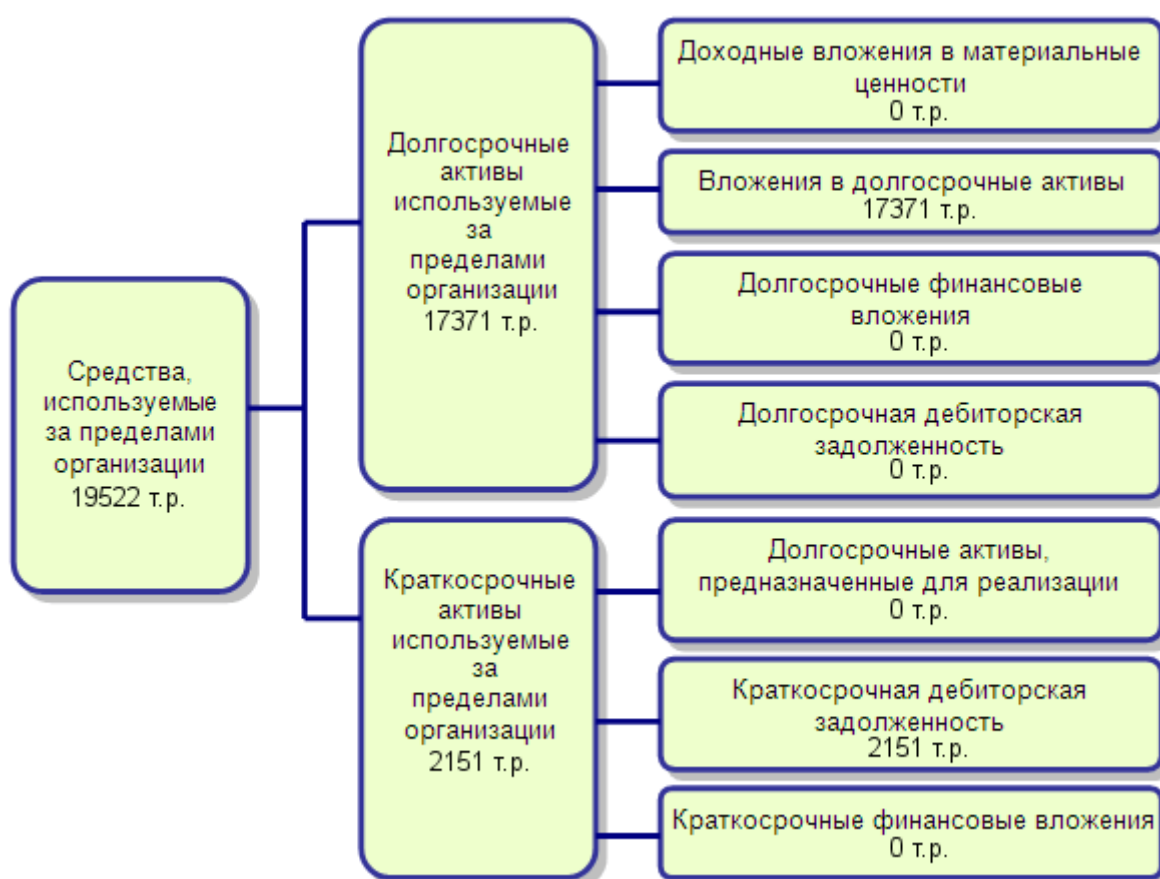 Средства,
используемые
за пределами
организации
19522 т.р.
Долгосрочные
активы
используемые
за
пределами
организации
17371 т.р.
Доходные вложения в материальные
ценности
0 т.р.
Вложения в долгосрочные активы
17371 т.р.
Долгосрочные финансовые
вложения
0 т.р.
Долгосрочная дебиторская
задолженность
0 т.р.
Краткосрочные
активы
используемые
за
пределами
организации
2151 т.р.
Долгосрочные активы,
предназначенные для реализации
0 т.р.
Краткосрочная дебиторская
задолженность
2151 т.р.
Краткосрочные финансовые вложения
0 т.р.